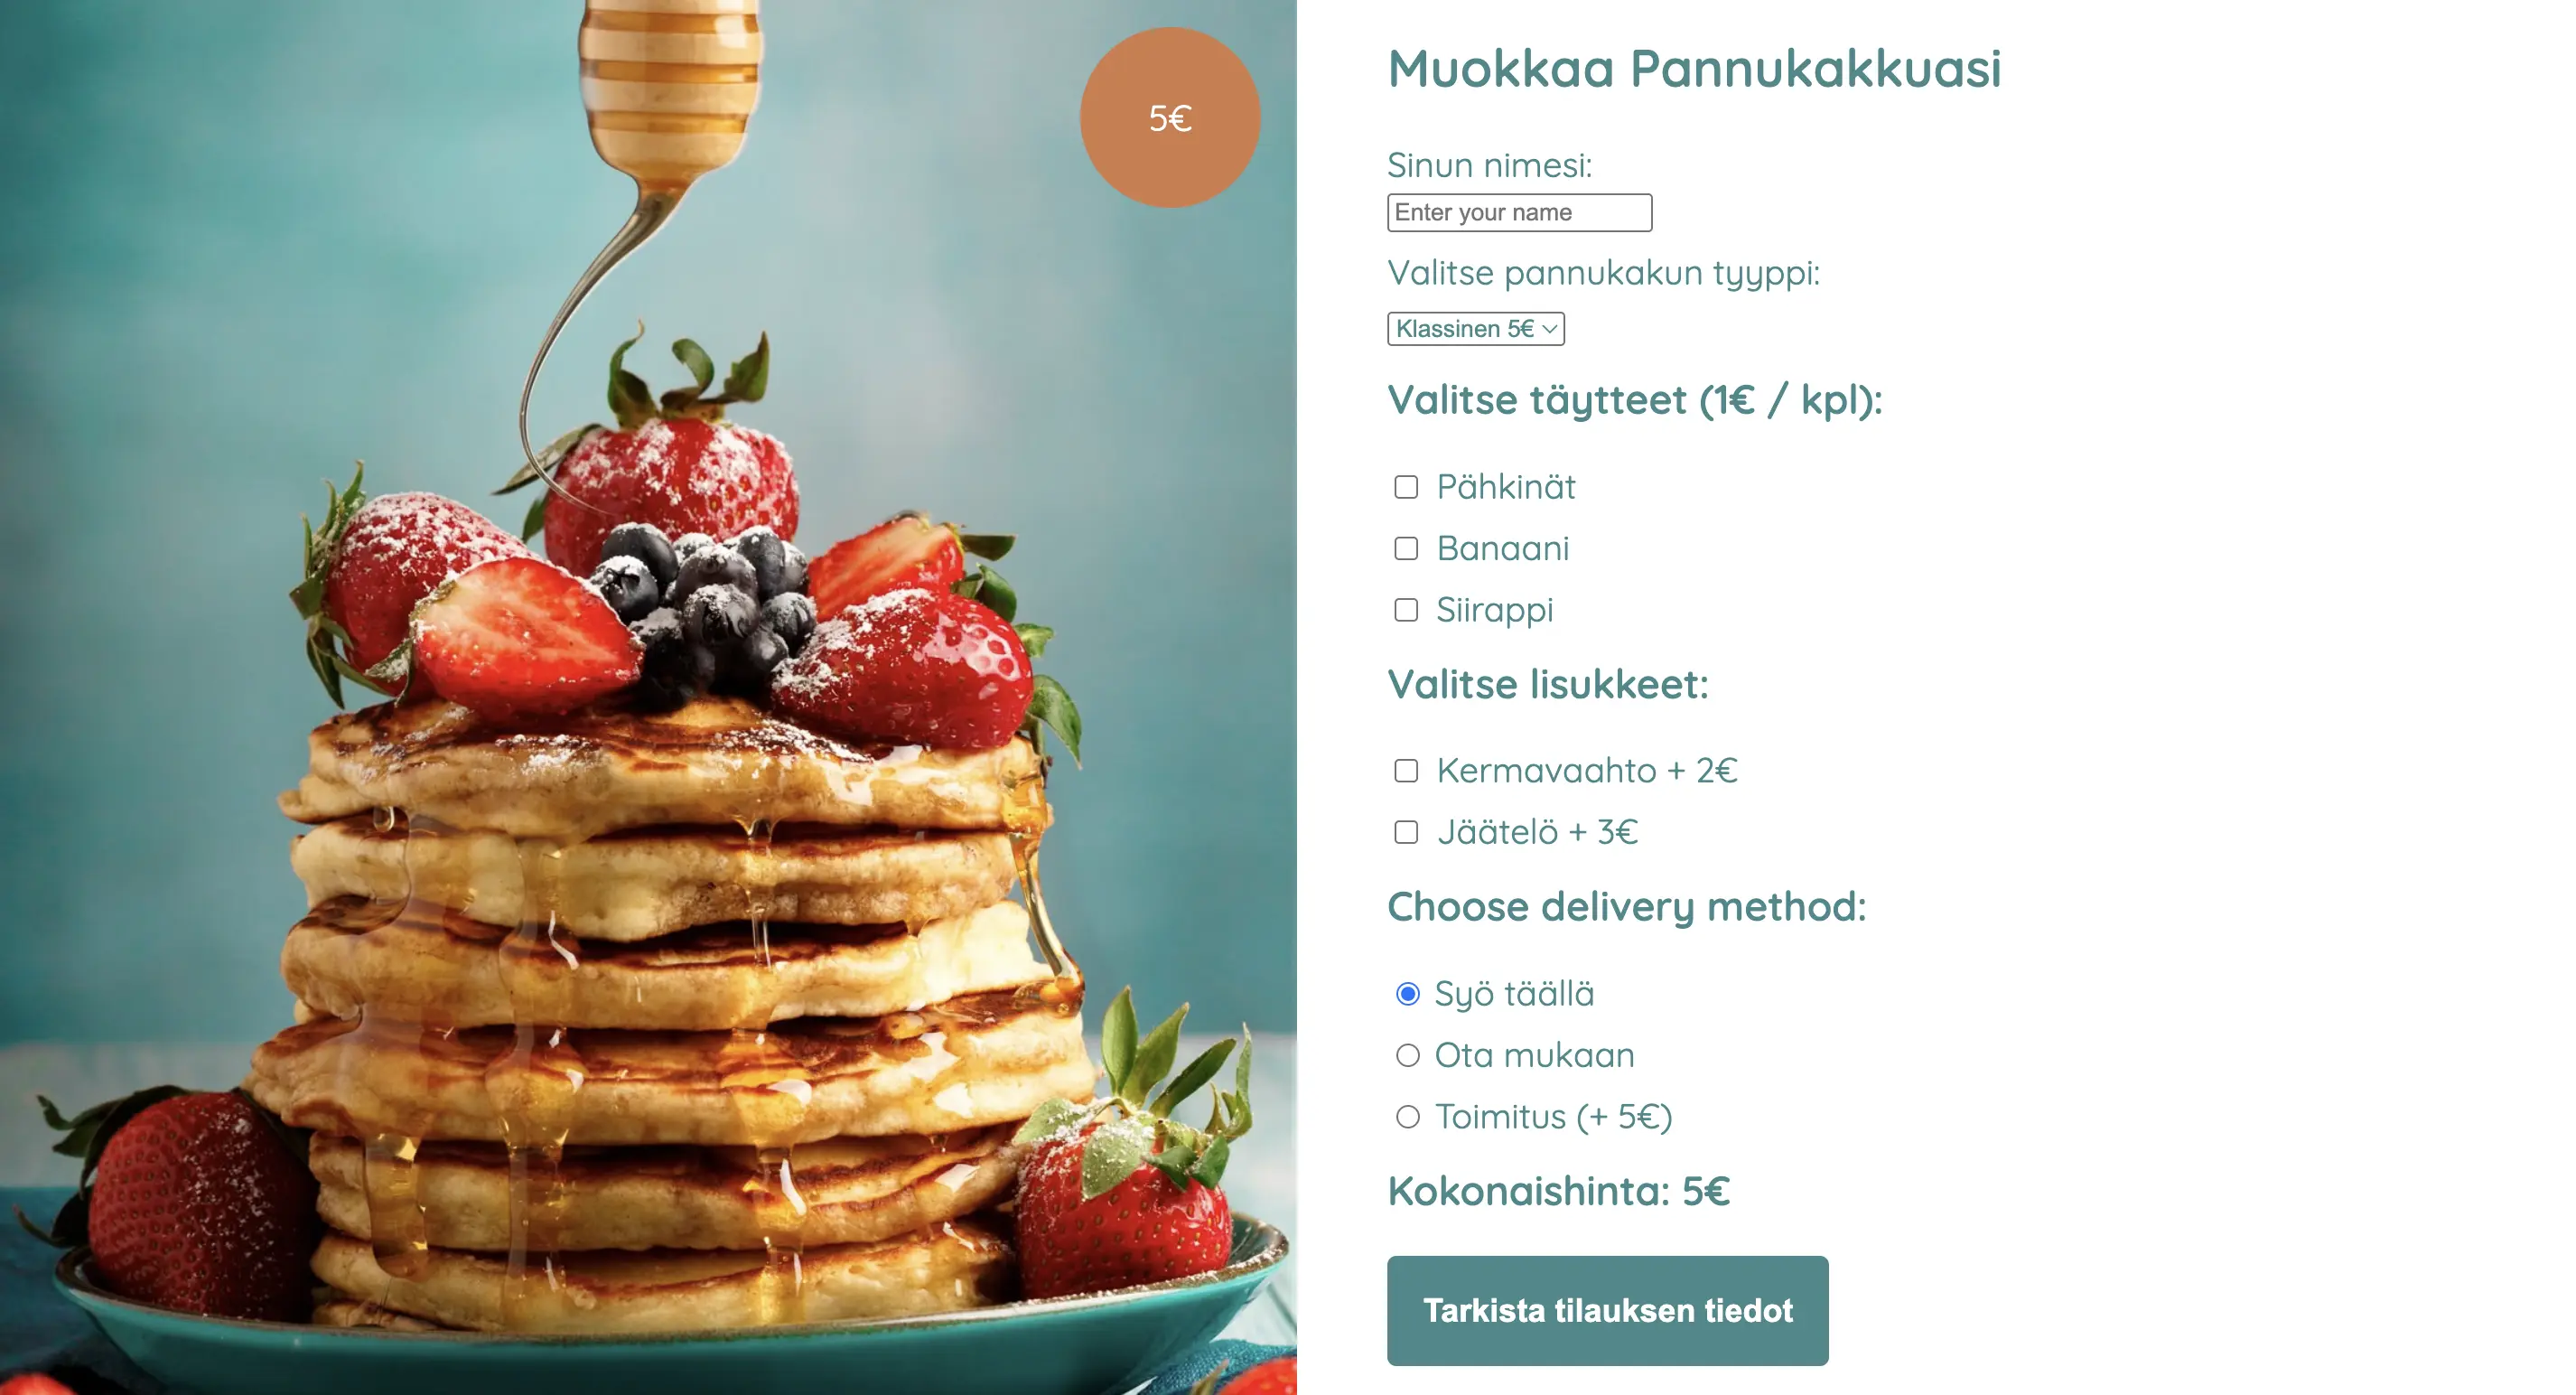 5€
Muokkaa Pannukakkuasi
Sinun nimesi:
Enter your name
Valitse pannukakun tyyppi:
Klassinen 5€
Valitse täytteet (1€ / kpl):
Pähkinät
Banaani
Siirappi
Valitse lisukkeet:
Kermavaahto + 2€
Jäätelö + 3€
Choose delivery method:
Syö täällä
Ota mukaan
Toimitus (+ 5€)
Kokonaishinta: 5€
Tarkista tilauksen tiedot